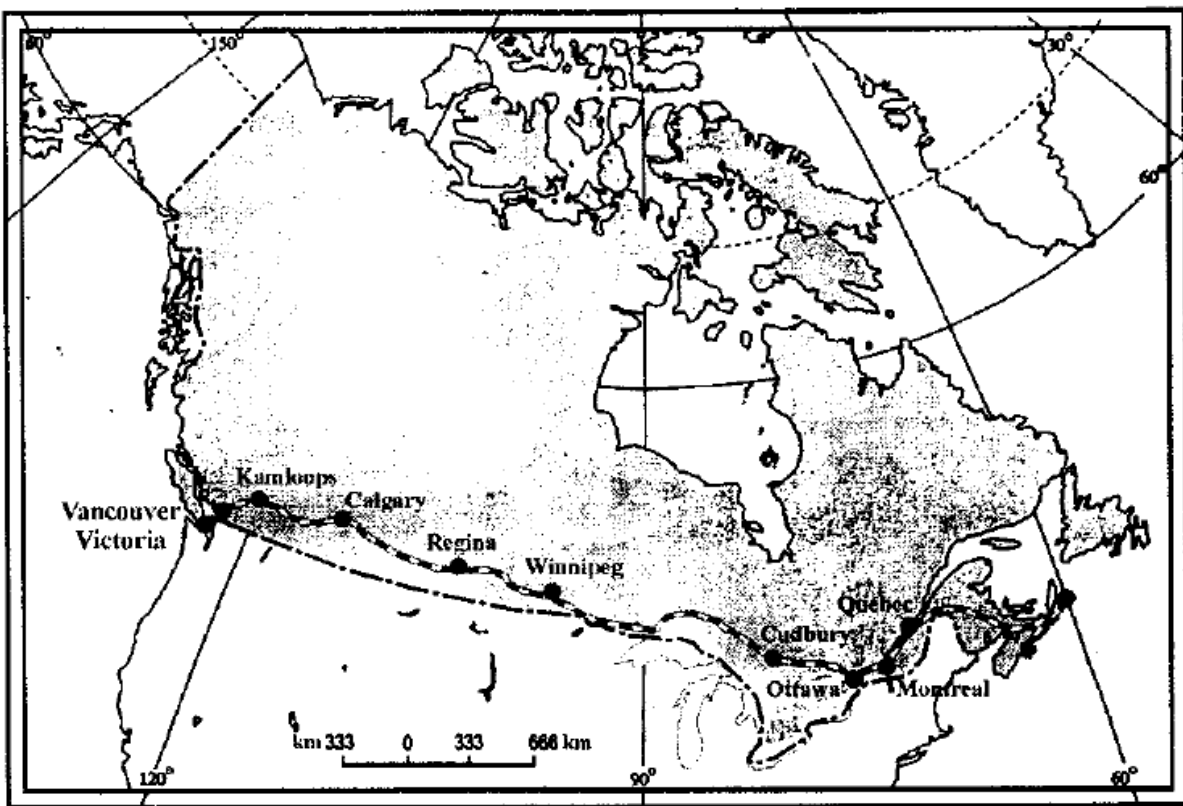 150°
30°
60°
Kamloops
Calgary
Vancouver
Victoria
Regina
Winnipeg
Quebec
Cudbury
Ottawa
Montreal
km 333 0 333 666 km
120°
90°
60°